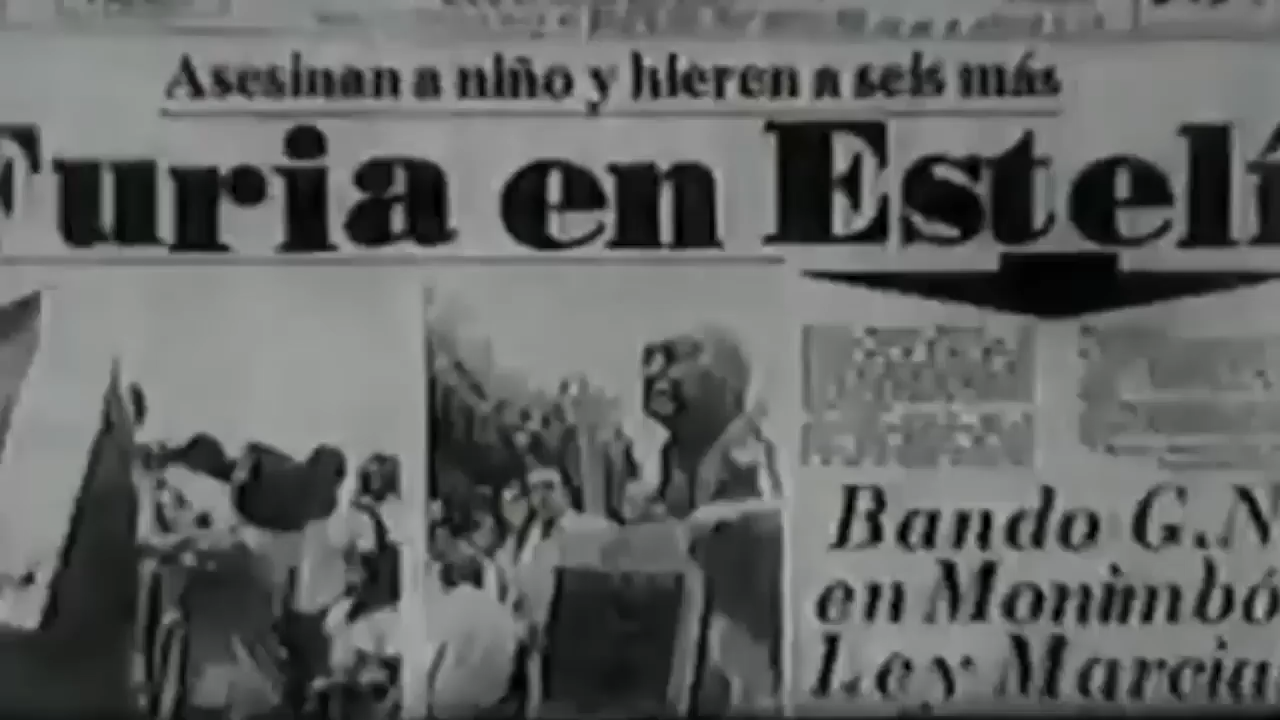 Asesinan a niño y hieren a seis más
Furia en Estelí
Bando G.N
en Monimbó
Ley Marcia